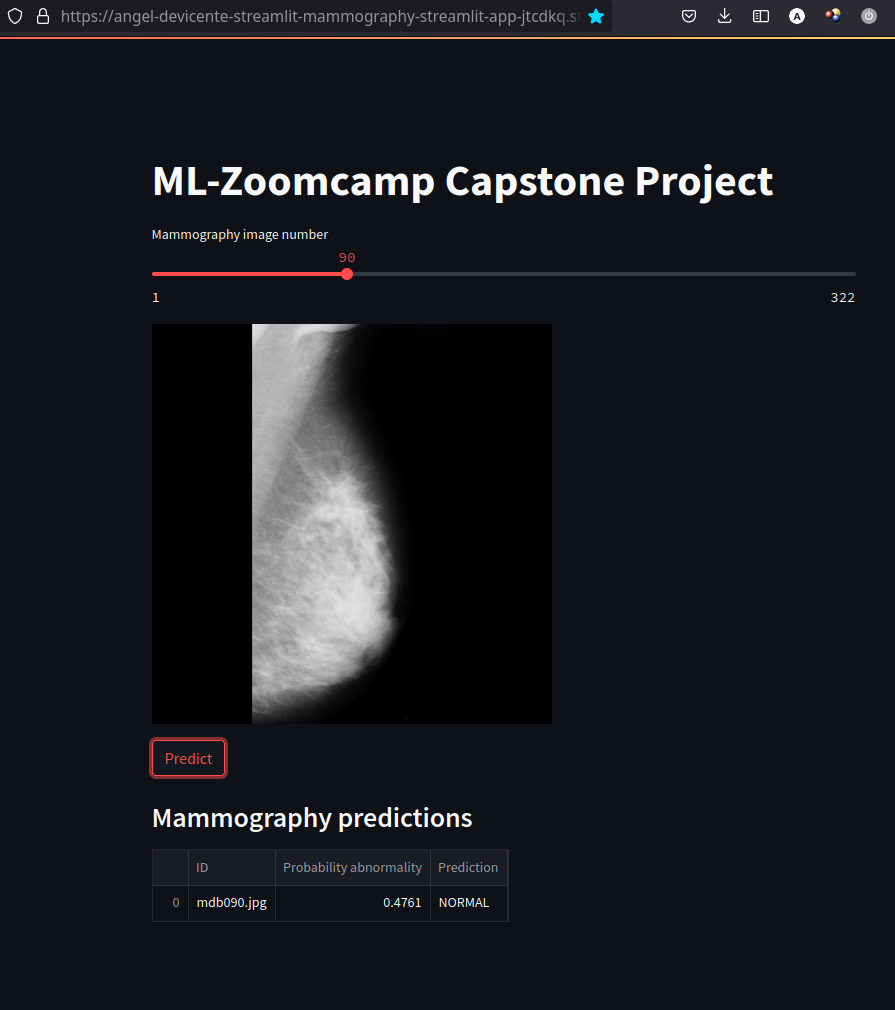 https://angel-devicente-streamlit-mammography-streamlit-app-jtcdkq.s
A
ML-Zoomcamp Capstone Project
Mammography image number
90
1 322
Predict
Mammography predictions
ID Probability abnormality Prediction
0 mdb090.jpg 0.4761 NORMAL